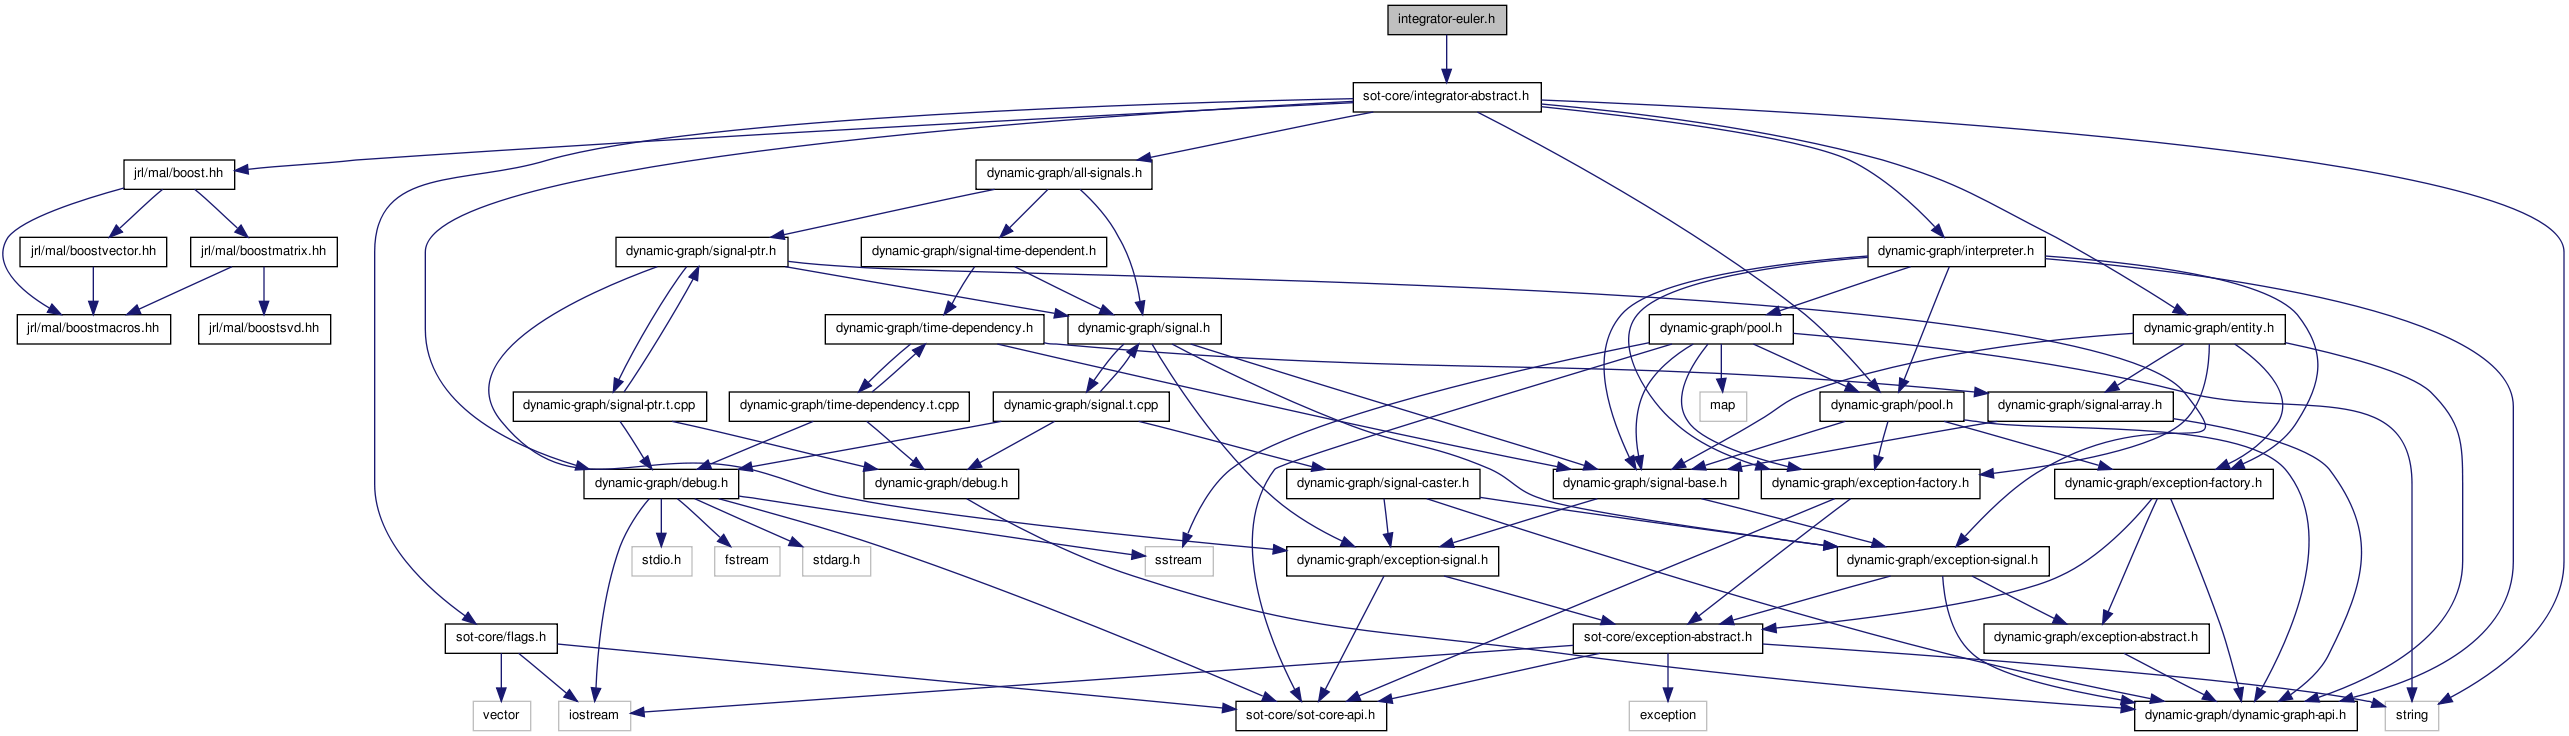 integrator-euler.h
sot-core/integrator-abstract.h
jrl/mal/boost.hh
dynamic-graph/all-signals.h
jrl/mal/boostvector.hh
jrl/mal/boostmatrix.hh
dynamic-graph/signal-ptr.h
dynamic-graph/signal-time-dependent.h
dynamic-graph/interpreter.h
jrl/mal/boostmacros.hh
jrl/mal/boostsvd.hh
dynamic-graph/time-dependency.h
dynamic-graph/signal.h
dynamic-graph/pool.h
dynamic-graph/entity.h
dynamic-graph/signal-ptr.t.cpp
dynamic-graph/time-dependency.t.cpp
dynamic-graph/signal.t.cpp
map
dynamic-graph/pool.h
dynamic-graph/signal-array.h
dynamic-graph/debug.h
dynamic-graph/debug.h
dynamic-graph/signal-caster.h
dynamic-graph/signal-base.h
dynamic-graph/exception-factory.h
dynamic-graph/exception-factory.h
stdio.h
fstream
stdarg.h
sstream
dynamic-graph/exception-signal.h
dynamic-graph/exception-signal.h
sot-core/flags.h
sot-core/exception-abstract.h
dynamic-graph/exception-abstract.h
vector
iostream
sot-core/sot-core-api.h
exception
dynamic-graph/dynamic-graph-api.h
string